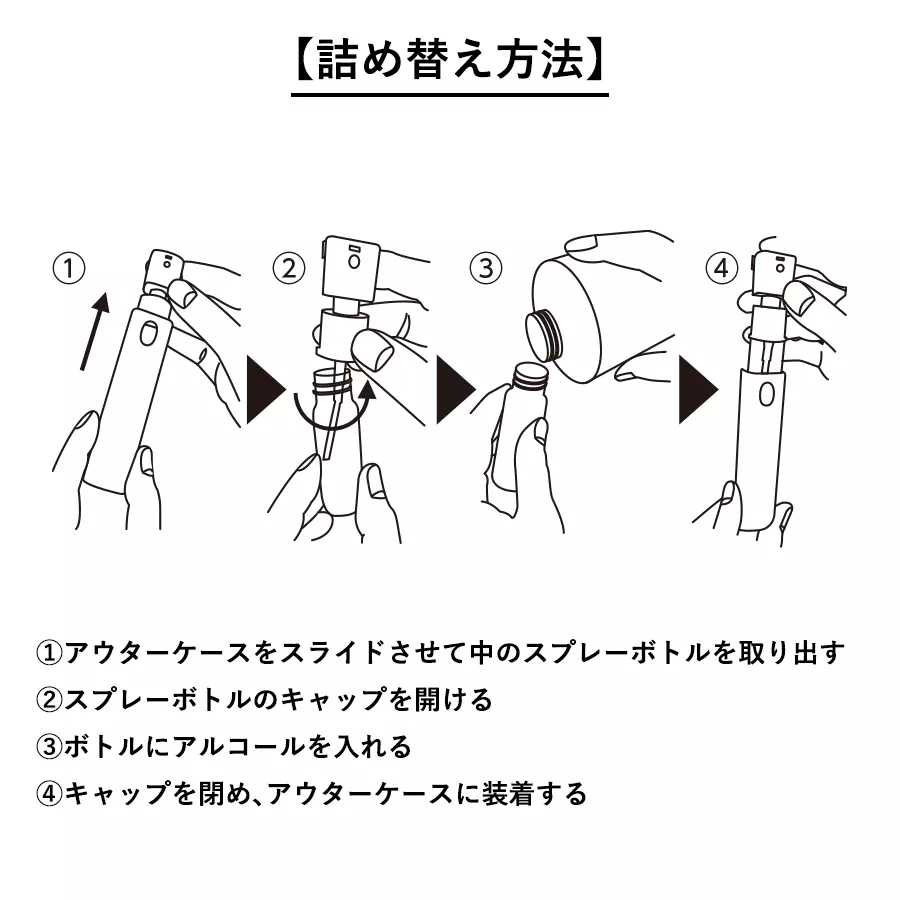 【詰め替え方法】
① ② ③ ④
①アウターケースをスライドさせて中のスプレーボトルを取り出す
②スプレーボトルのキャップを開ける
③ボトルにアルコールを入れる
④キャップを閉め、アウターケースに装着する